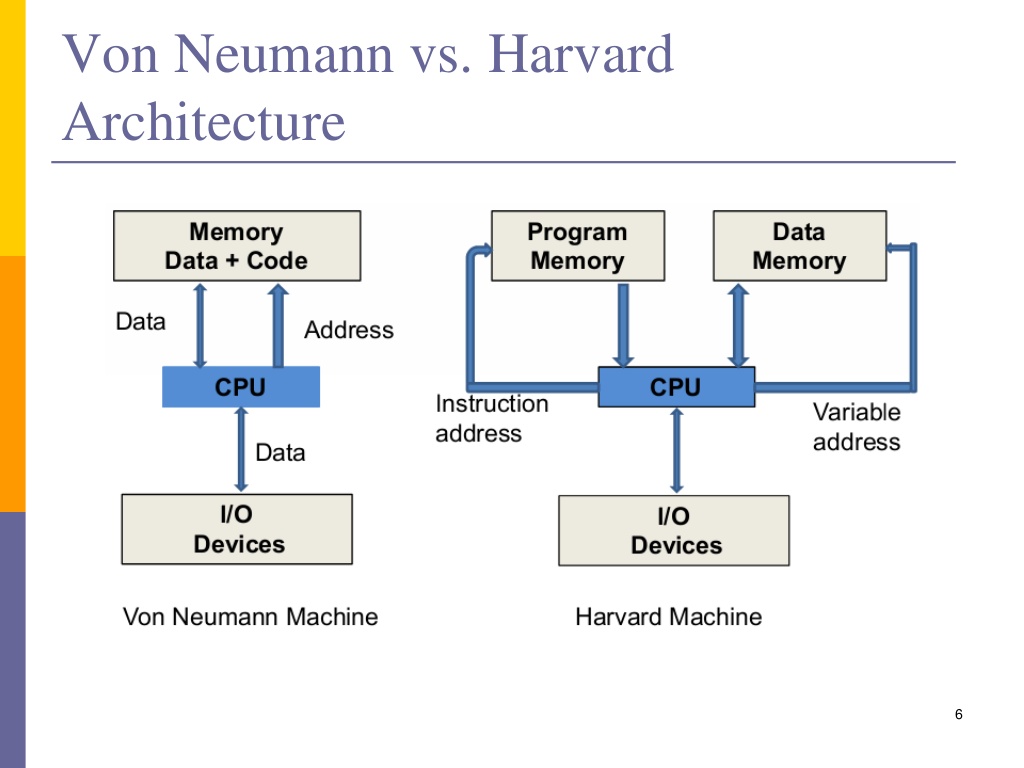 Von Neumann vs. Harvard
Architecture
Memory
Data + Code
Data
Address
CPU
Data
I/O
Devices
Von Neumann Machine
Program
Memory
Data
Memory
CPU
Instruction
address
Variable
address
I/O
Devices
Harvard Machine
6